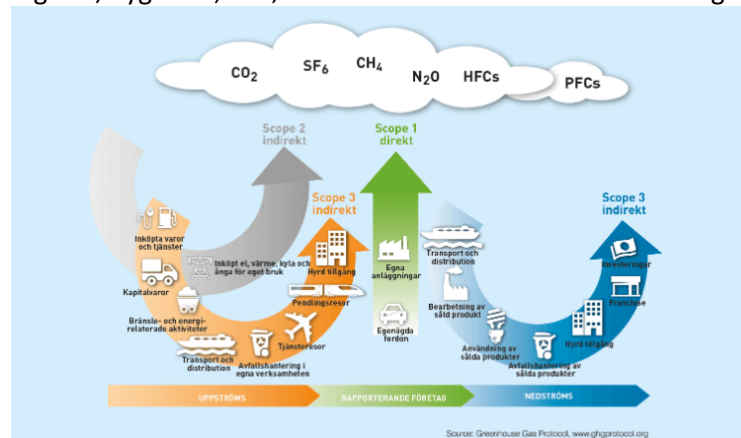 CO2
SF6
CH4
N2O
HFCs
PFCs
Scope 2
indirekt
Scope 1
direkt
Scope 3
indirekt
Scope 3
indirekt
Inköpta varor
och tjänster
Inköpt el, värme, kyla och
ånga för eget bruk
Kapitalvaror
Bränsle- och energi-
relaterade aktiviteter
Transport och
distribution
Avfallshantering i
egna verksamheten
Tjänsteresor
Pendlingsresor
Hyrd tillgång
Egna
anläggningar
Egenägda
fordon
Transport och
distribution
Bearbetning av
såld produkt
Användning av
sålda produkter
Avfallshantering av
sålda produkter
Hyrd tillgång
Franchise
Investeringar
UPPSTRÖMS
RAPPORTERANDE FÖRETAG
NEDSTRÖMS
Source: Greenhouse Gas Protocol, www.ghgprotocol.org